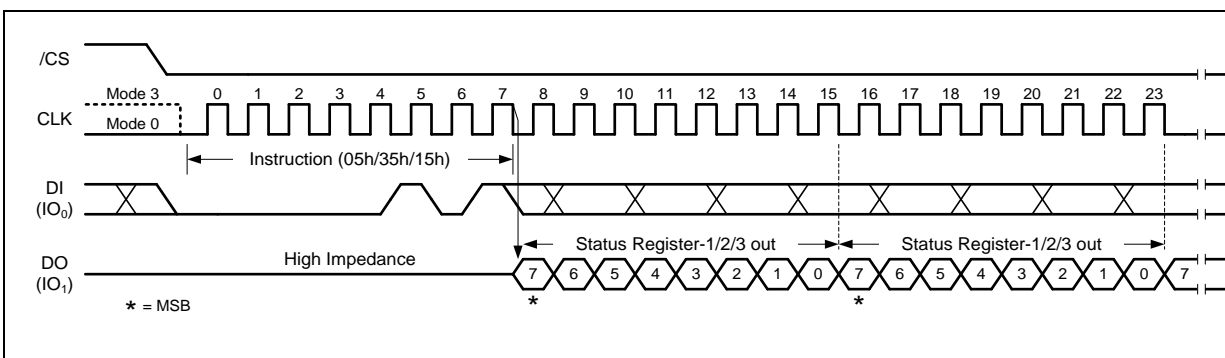 /CS
Mode 3
0 1 2 3 4 5 6 7 8 9 10 11 12 13 14 15 16 17 18 19 20 21 22 23
CLK
Mode 0
Instruction (05h/35h/15h)
DI
(IO₀)
Status Register-1/2/3 out Status Register-1/2/3 out
High Impedance
DO
(IO₁)
7 6 5 4 3 2 1 0 7 6 5 4 3 2 1 0 7
* *
* = MSB